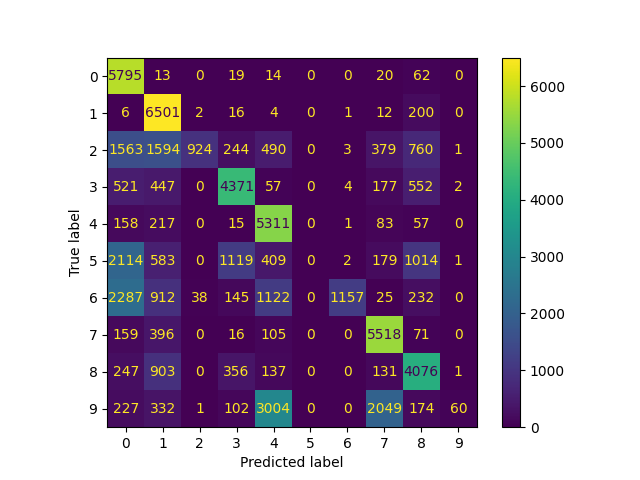 0 5795 13 0 19 14 0 0 20 62 0
1 6 6501 2 16 4 0 1 12 200 0
2 1563 1594 924 244 490 0 3 379 760 1
3 521 447 0 4371 57 0 4 177 552 2
4 158 217 0 15 5311 0 1 83 57 0
5 2114 583 0 1119 409 0 2 179 1014 1
6 2287 912 38 145 1122 0 1157 25 232 0
7 159 396 0 16 105 0 0 5518 71 0
8 247 903 0 356 137 0 0 131 4076 1
9 227 332 1 102 3004 0 0 2049 174 60
0 1 2 3 4 5 6 7 8 9
Predicted label
True label
6000
5000
4000
3000
2000
1000
0